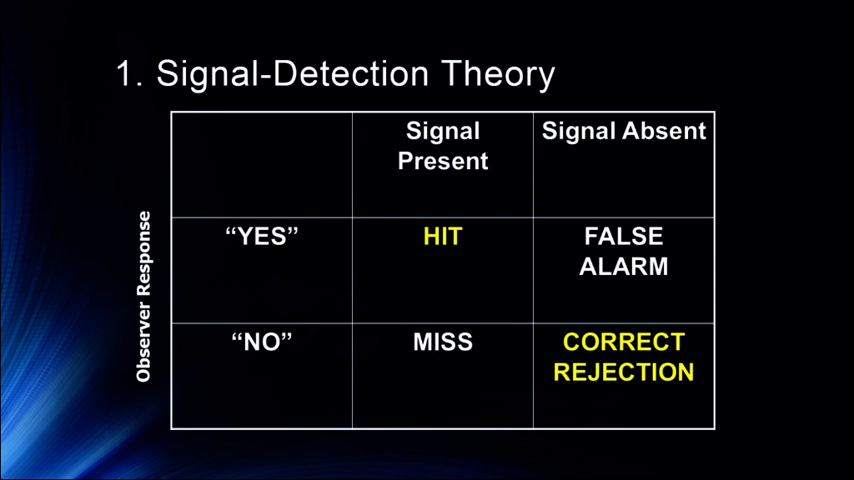 1. Signal-Detection Theory
Signal
Present
Signal Absent
Observer Response
“YES”
HIT
FALSE
ALARM
“NO”
MISS
CORRECT
REJECTION